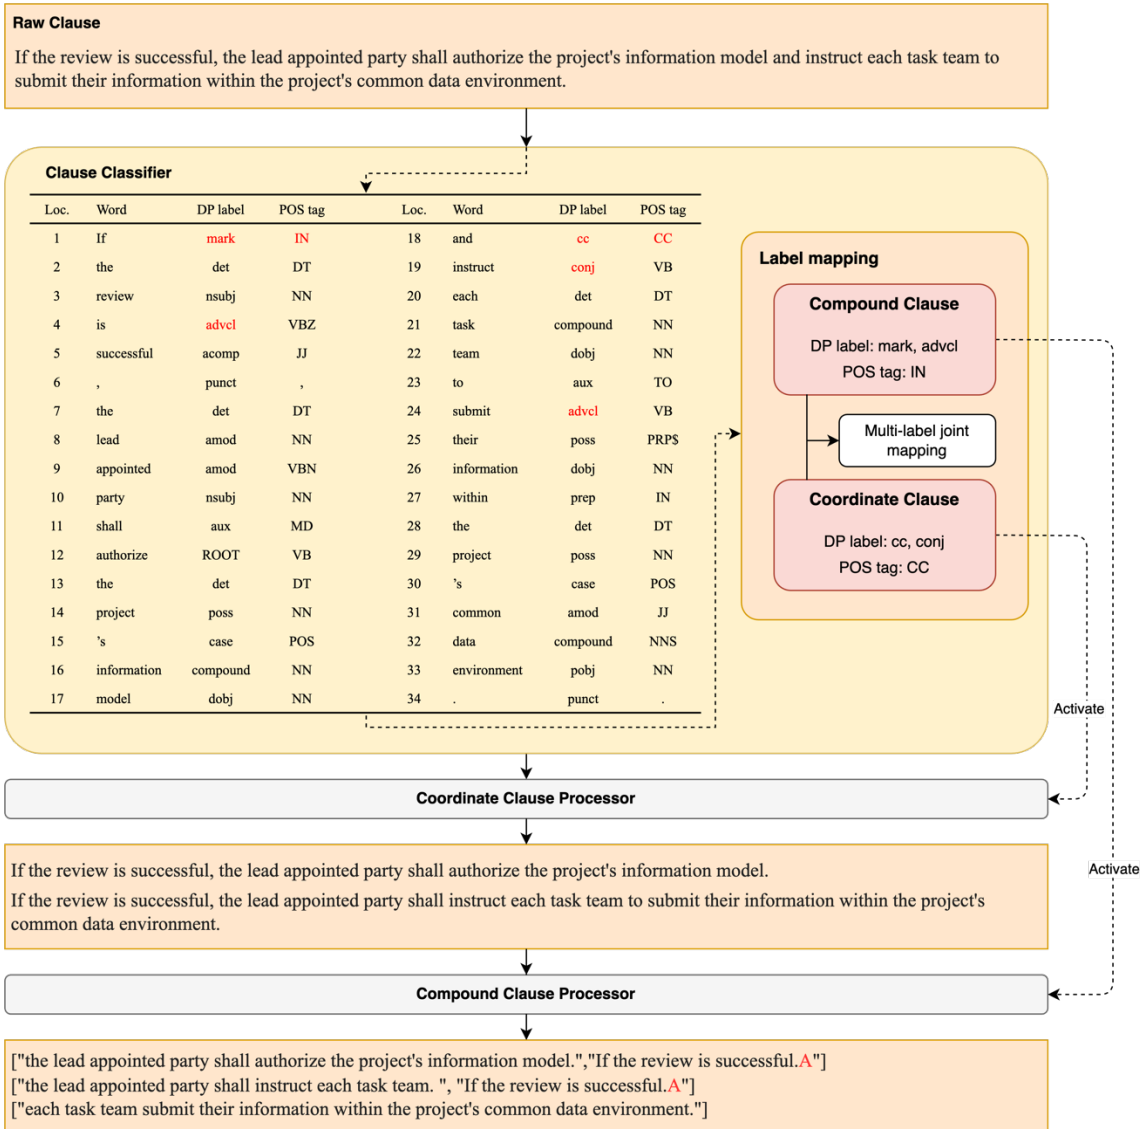 Raw Clause
If the review is successful, the lead appointed party shall authorize the project's information model and instruct each task team to
submit their information within the project's common data environment.
Clause Classifier
Loc. Word DP label POS tag Loc. Word DP label POS tag
1 If mark IN 18 and cc CC
2 the det DT 19 instruct conj VB
3 review nsubj NN 20 each det DT
4 is advcl VBZ 21 task compound NN
5 successful acomp JJ 22 team dobj NN
6 , punct , 23 to aux TO
7 the det DT 24 submit advcl VB
8 lead amod NN 25 their poss PRP$
9 appointed amod VBN 26 information dobj NN
10 party nsubj NN 27 within prep IN
11 shall aux MD 28 the det DT
12 authorize ROOT VB 29 project poss NN
13 the det DT 30 's case POS
14 project poss NN 31 common amod JJ
15 's case POS 32 data compound NNS
16 information compound NN 33 environment pobj NN
17 model dobj NN 34 . punct .
Label mapping
Compound Clause
DP label: mark, advcl
POS tag: IN
Multi-label joint
mapping
Coordinate Clause
DP label: cc, conj
POS tag: CC
Activate
Coordinate Clause Processor
If the review is successful, the lead appointed party shall authorize the project's information model.
If the review is successful, the lead appointed party shall instruct each task team to submit their information within the project's
common data environment.
Activate
Compound Clause Processor
["the lead appointed party shall authorize the project's information model.","If the review is successful.A"]
["the lead appointed party shall instruct each task team. ", "If the review is successful.A"]
["each task team submit their information within the project's common data environment."]